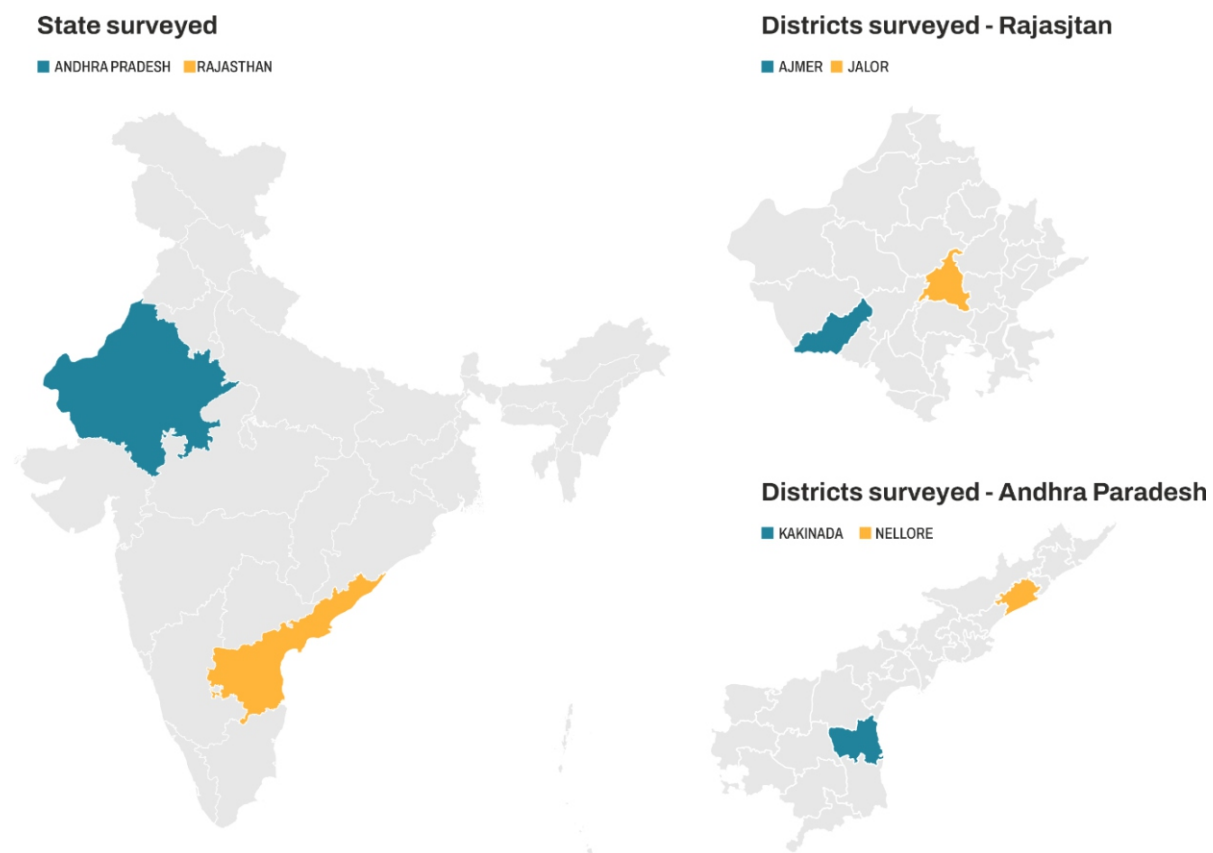 State surveyed
ANDHRA PRADESH RAJASTHAN
Districts surveyed - Rajasjtan
AJMER JALOR
Districts surveyed - Andhra Paradesh
KAKINADA NELLORE